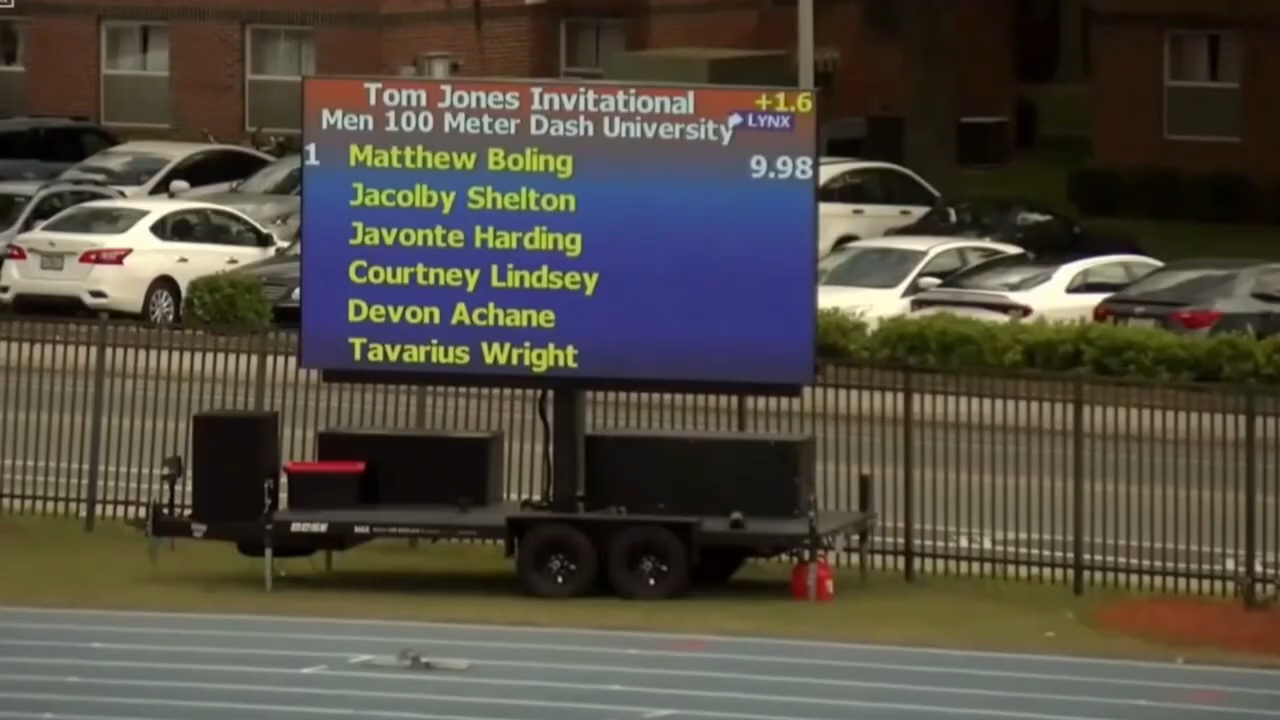 Tom Jones Invitational +1.6
Men 100 Meter Dash University LYNX
1 Matthew Boling 9.98
Jacolby Shelton
Javonte Harding
Courtney Lindsey
Devon Achane
Tavarius Wright